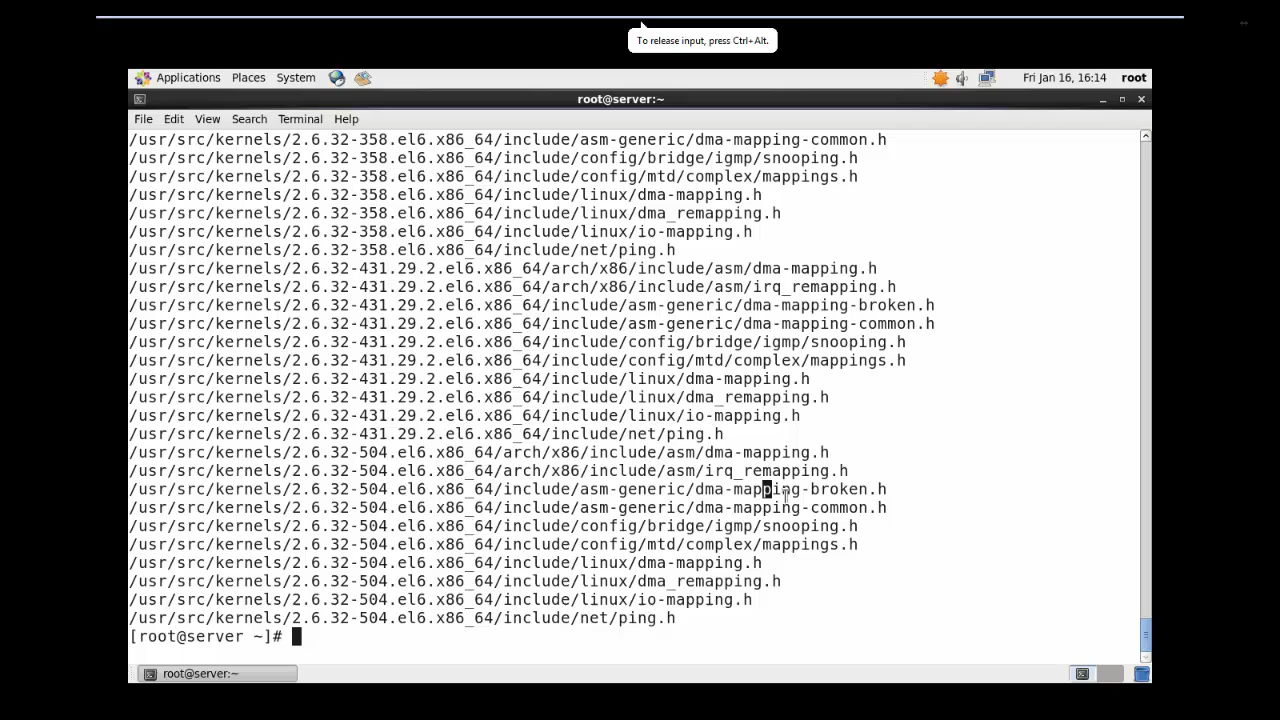 To release input, press Ctrl+Alt.
Applications Places System Fri Jan 16, 16:14 root
root@server:~
File Edit View Search Terminal Help
/usr/src/kernels/2.6.32-358.el6.x86_64/include/asm-generic/dma-mapping-common.h
/usr/src/kernels/2.6.32-358.el6.x86_64/include/config/bridge/igmp/snooping.h
/usr/src/kernels/2.6.32-358.el6.x86_64/include/config/mtd/complex/mappings.h
/usr/src/kernels/2.6.32-358.el6.x86_64/include/linux/dma-mapping.h
/usr/src/kernels/2.6.32-358.el6.x86_64/include/linux/dma_remapping.h
/usr/src/kernels/2.6.32-358.el6.x86_64/include/linux/io-mapping.h
/usr/src/kernels/2.6.32-358.el6.x86_64/include/net/ping.h
/usr/src/kernels/2.6.32-431.29.2.el6.x86_64/arch/x86/include/asm/dma-mapping.h
/usr/src/kernels/2.6.32-431.29.2.el6.x86_64/arch/x86/include/asm/irq_remapping.h
/usr/src/kernels/2.6.32-431.29.2.el6.x86_64/include/asm-generic/dma-mapping-broken.h
/usr/src/kernels/2.6.32-431.29.2.el6.x86_64/include/asm-generic/dma-mapping-common.h
/usr/src/kernels/2.6.32-431.29.2.el6.x86_64/include/config/bridge/igmp/snooping.h
/usr/src/kernels/2.6.32-431.29.2.el6.x86_64/include/config/mtd/complex/mappings.h
/usr/src/kernels/2.6.32-431.29.2.el6.x86_64/include/linux/dma-mapping.h
/usr/src/kernels/2.6.32-431.29.2.el6.x86_64/include/linux/dma_remapping.h
/usr/src/kernels/2.6.32-431.29.2.el6.x86_64/include/linux/io-mapping.h
/usr/src/kernels/2.6.32-431.29.2.el6.x86_64/include/net/ping.h
/usr/src/kernels/2.6.32-504.el6.x86_64/arch/x86/include/asm/dma-mapping.h
/usr/src/kernels/2.6.32-504.el6.x86_64/arch/x86/include/asm/irq_remapping.h
/usr/src/kernels/2.6.32-504.el6.x86_64/include/asm-generic/dma-mapping-broken.h
/usr/src/kernels/2.6.32-504.el6.x86_64/include/asm-generic/dma-mapping-common.h
/usr/src/kernels/2.6.32-504.el6.x86_64/include/config/bridge/igmp/snooping.h
/usr/src/kernels/2.6.32-504.el6.x86_64/include/config/mtd/complex/mappings.h
/usr/src/kernels/2.6.32-504.el6.x86_64/include/linux/dma-mapping.h
/usr/src/kernels/2.6.32-504.el6.x86_64/include/linux/dma_remapping.h
/usr/src/kernels/2.6.32-504.el6.x86_64/include/linux/io-mapping.h
/usr/src/kernels/2.6.32-504.el6.x86_64/include/net/ping.h
[root@server ~]#
root@server:~